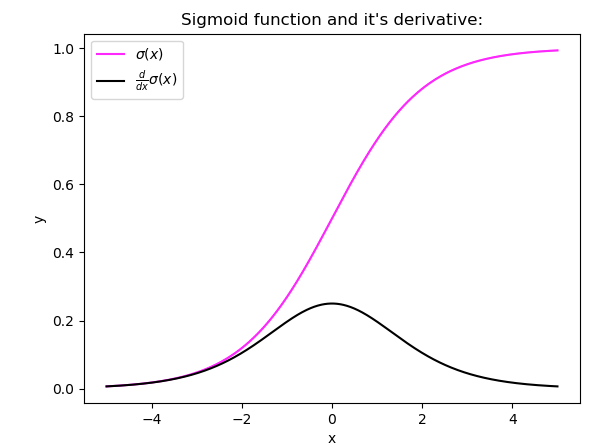 Sigmoid function and it's derivative:
σ(x)
d/dx σ(x)
1.0
0.8
0.6
0.4
0.2
0.0
y
−4
−2
0
2
4
x